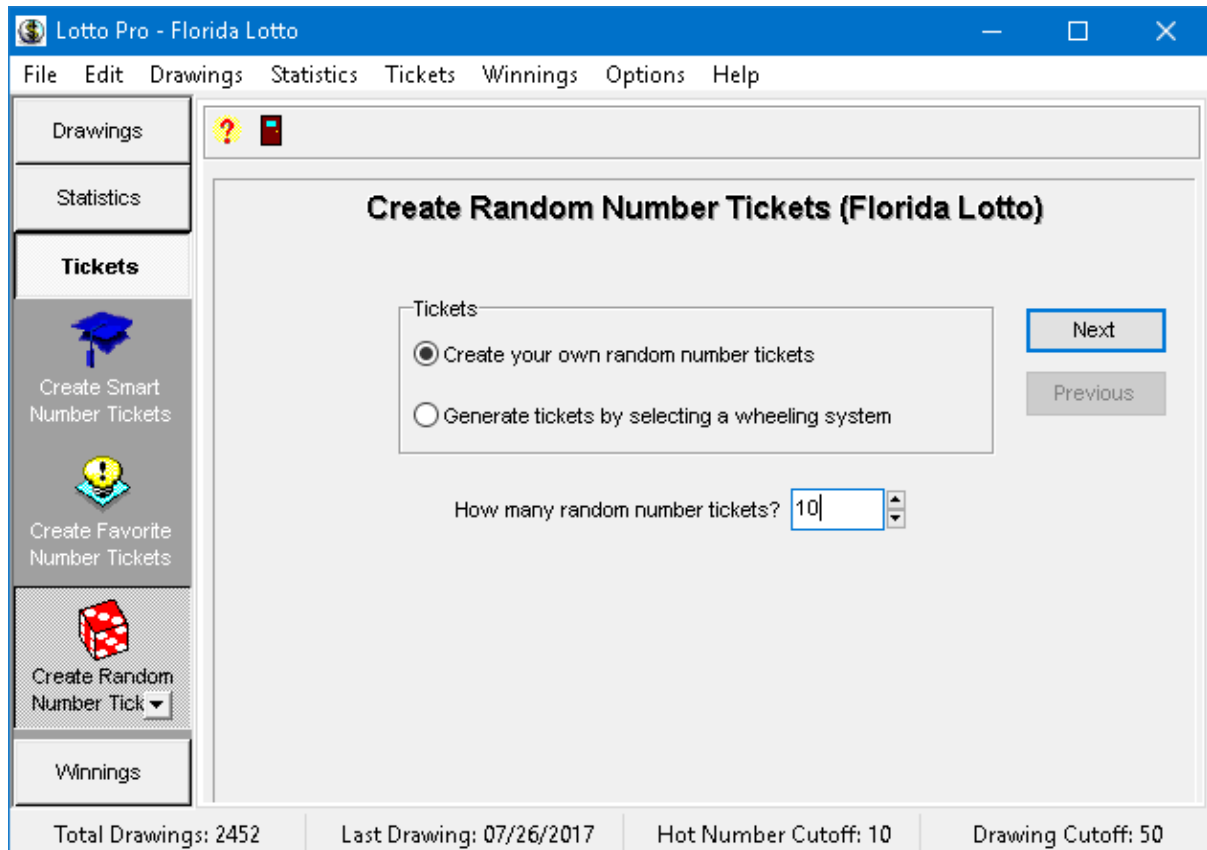 Lotto Pro - Florida Lotto
File Edit Drawings Statistics Tickets Winnings Options Help
Drawings
Statistics
Tickets
Create Smart
Number Tickets
Create Favorite
Number Tickets
Create Random
Number Tick
Winnings
Create Random Number Tickets (Florida Lotto)
Tickets
Create your own random number tickets
Generate tickets by selecting a wheeling system
Next
Previous
How many random number tickets? 10
Total Drawings: 2452 Last Drawing: 07/26/2017 Hot Number Cutoff: 10 Drawing Cutoff: 50